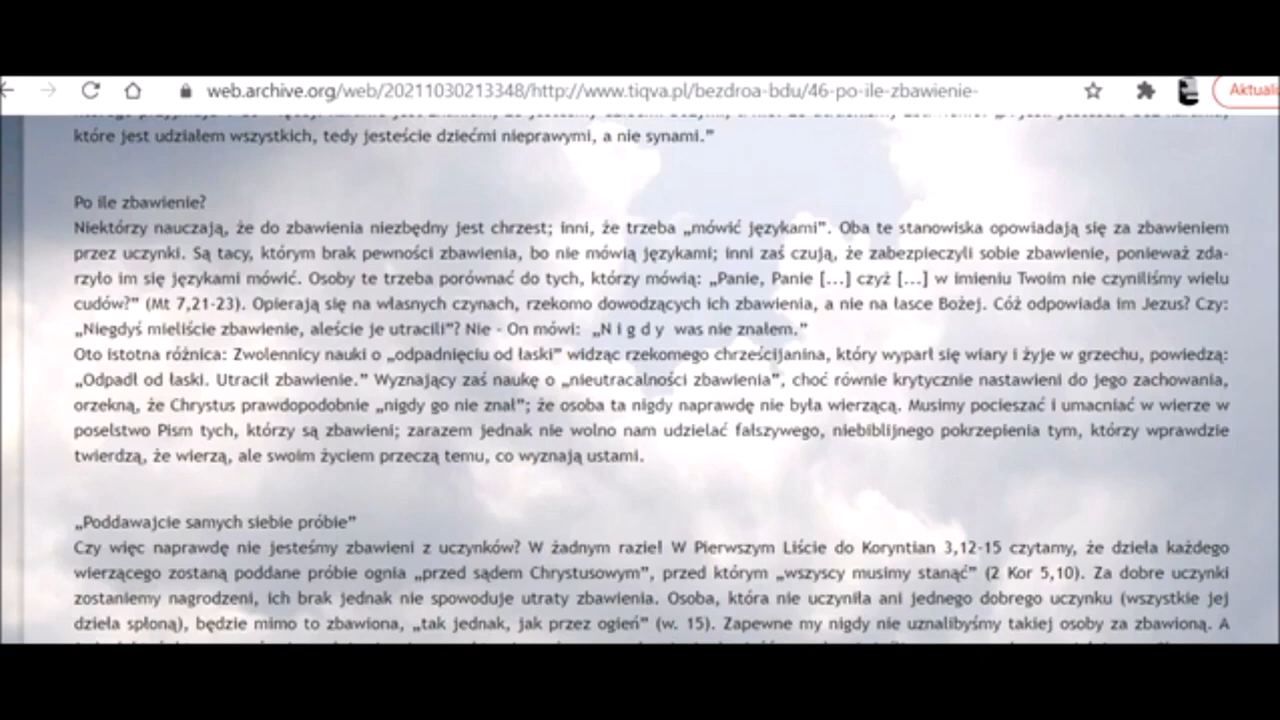 web.archive.org/web/20211030213348/http://www.tiqva.pl/bezdroa-bdu/46-po-ile-zbawienie-
które jest udziałem wszystkich, tedy jesteście dziećmi nieprawymi, a nie synami.”
Po ile zbawienie?
Niektórzy nauczają, że do zbawienia niezbędny jest chrzest; inni, że trzeba „mówić językami”. Oba te stanowiska opowiadają się za zbawieniem
przez uczynki. Są tacy, którym brak pewności zbawienia, bo nie mówią językami; inni zaś czują, że zabezpieczyli sobie zbawienie, ponieważ zda-
rzyło im się językami mówić. Osoby te trzeba porównać do tych, którzy mówią: „Panie, Panie [...] czyż [...] w imieniu Twoim nie czyniliśmy wielu
cudów?” (Mt 7,21-23). Opierają się na własnych czynach, rzekomo dowodzących ich zbawienia, a nie na łasce Bożej. Cóż odpowiada im Jezus? Czy:
„Niegdyś mieliście zbawienie, aleście je utracili”? Nie - On mówi: „N i g d y was nie znałem.”
Oto istotna różnica: Zwolennicy nauki o „odpadnięciu od łaski” widząc rzekomego chrześcijanina, który wyparł się wiary i żyje w grzechu, powiedzą:
„Odpadł od łaski. Utracił zbawienie.” Wyznający zaś naukę o „nieutracalności zbawienia”, choć równie krytycznie nastawieni do jego zachowania,
orzekną, że Chrystus prawdopodobnie „nigdy go nie znał”; że osoba ta nigdy naprawdę nie była wierzącą. Musimy pocieszać i umacniać w wierze w
poselstwo Pism tych, którzy są zbawieni; zarazem jednak nie wolno nam udzielać fałszywego, niebiblijnego pokrzepienia tym, którzy wprawdzie
twierdzą, że wierzą, ale swoim życiem przeczą temu, co wyznają ustami.
„Poddawajcie samych siebie próbie”
Czy więc naprawdę nie jesteśmy zbawieni z uczynków? W żadnym razie! W Pierwszym Liście do Koryntian 3,12-15 czytamy, że dzieła każdego
wierzącego zostaną poddane próbie ognia „przed sądem Chrystusowym”, przed którym „wszyscy musimy stanąć” (2 Kor 5,10). Za dobre uczynki
zostaniemy nagrodzeni, ich brak jednak nie spowoduje utraty zbawienia. Osoba, która nie uczyniła ani jednego dobrego uczynku (wszystkie jej
dzieła spłoną), będzie mimo to zbawiona, „tak jednak, jak przez ogień” (w. 15). Zapewne my nigdy nie uznalibyśmy takiej osoby za zbawioną. A